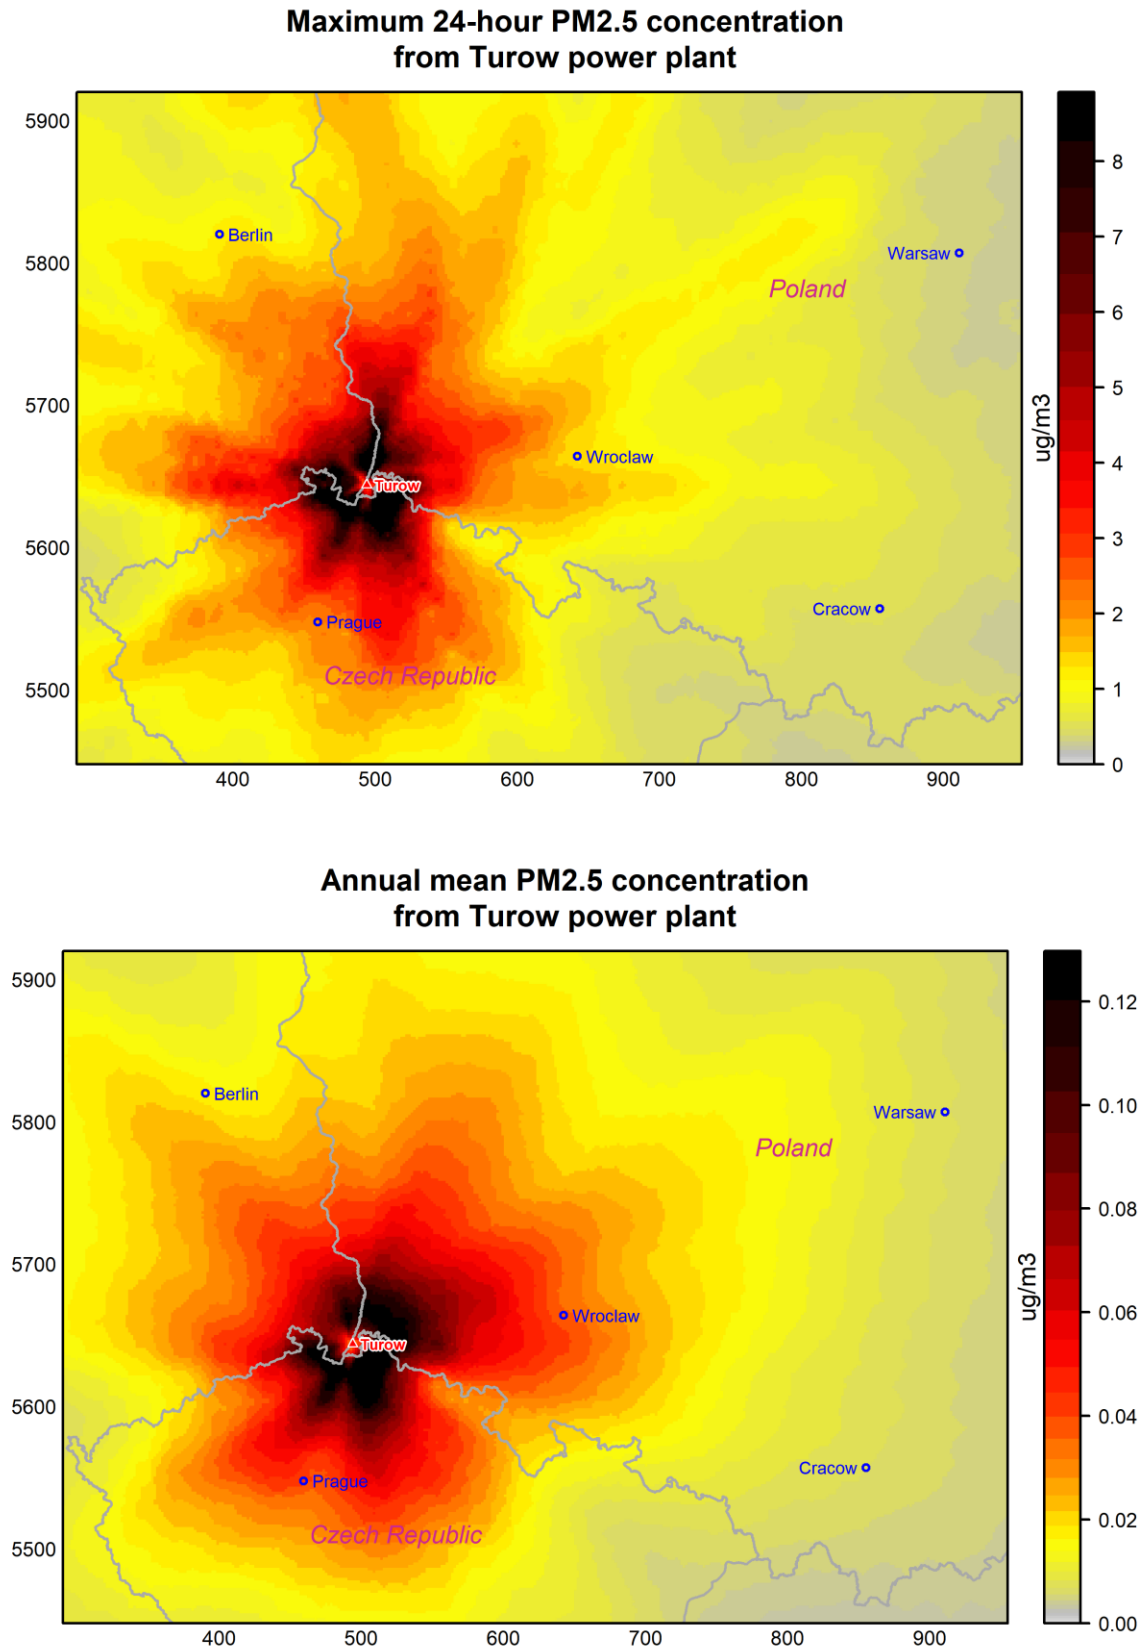 Maximum 24-hour PM2.5 concentration
from Turow power plant
5900
5800
5700
5600
5500
400 500 600 700 800 900
Berlin
Warsaw
Poland
Wroclaw
Turow
Cracow
Prague
Czech Republic
8
7
6
5
4
3
2
1
0
ug/m3
Annual mean PM2.5 concentration
from Turow power plant
5900
5800
5700
5600
5500
400 500 600 700 800 900
Berlin
Warsaw
Poland
Wroclaw
Turow
Cracow
Prague
Czech Republic
0.12
0.10
0.08
0.06
0.04
0.02
0.00
ug/m3